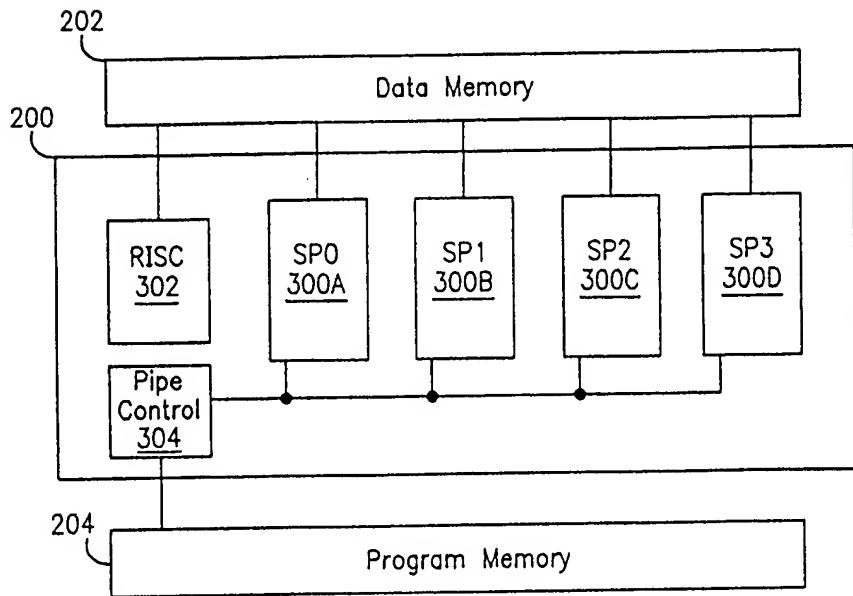 202
Data Memory
200
RISC
302
SP0
300A
SP1
300B
SP2
300C
SP3
300D
Pipe
Control
304
204
Program Memory